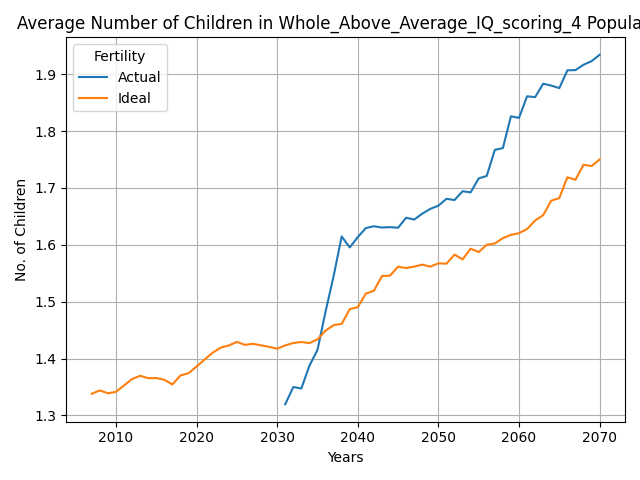 Average Number of Children in Whole_Above_Average_IQ_scoring_4 Popula
Fertility
Actual
Ideal
No. of Children
1.9
1.8
1.7
1.6
1.5
1.4
1.3
2010 2020 2030 2040 2050 2060 2070
Years